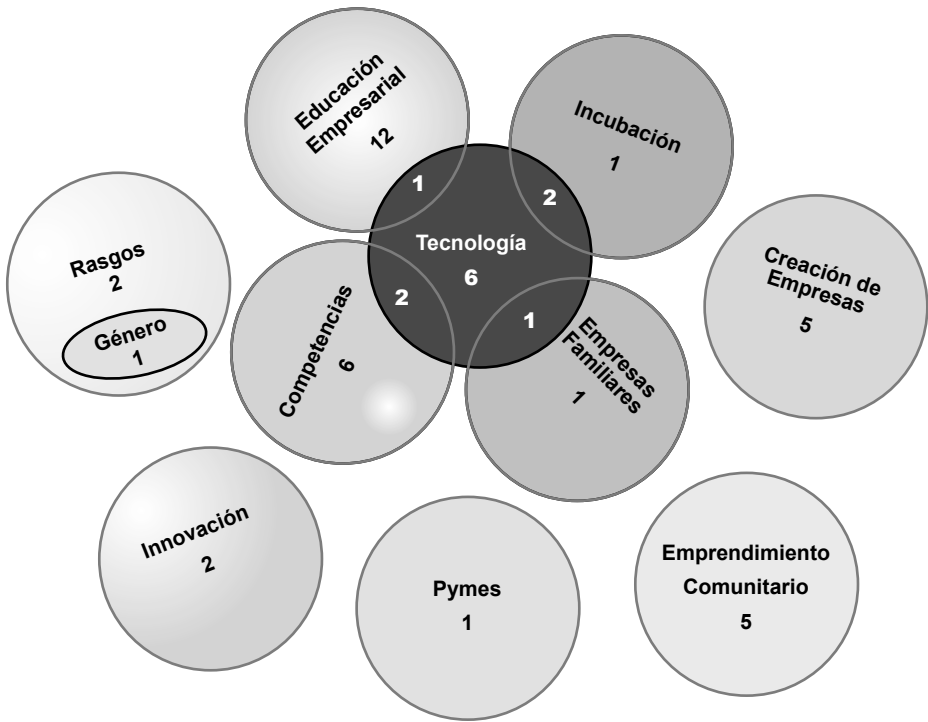 Educación
Empresarial
12
Incubación
1
1
2
Tecnología
6
Rasgos
2
Género
1
Competencias
6
2
1
Empresas
Familiares
1
Creación de
Empresas
5
Innovación
2
Pymes
1
Emprendimiento
Comunitario
5